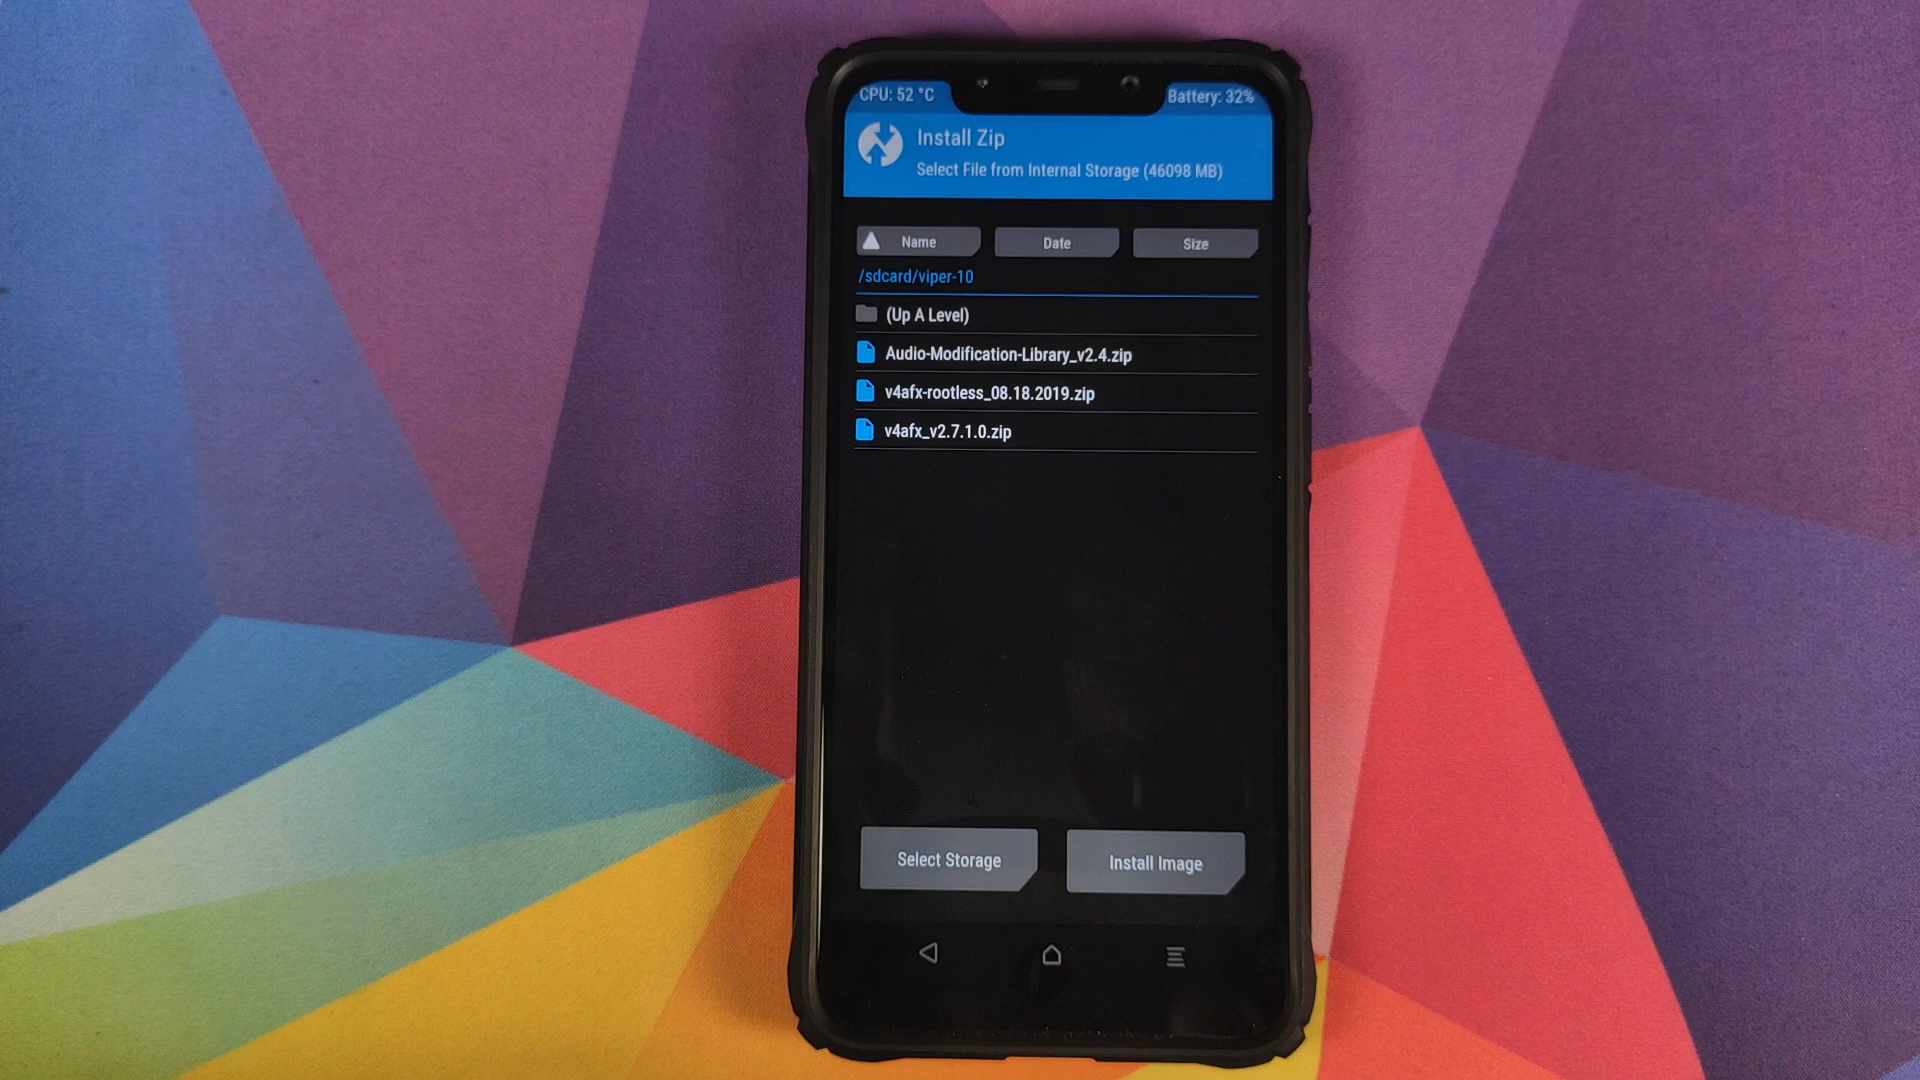 CPU: 52 °C
Battery: 32%
Install Zip
Select File from Internal Storage (46098 MB)
Name
Date
Size
/sdcard/viper-10
(Up A Level)
Audio-Modification-Library_v2.4.zip
v4afx-rootless_08.18.2019.zip
v4afx_v2.7.1.0.zip
Select Storage
Install Image